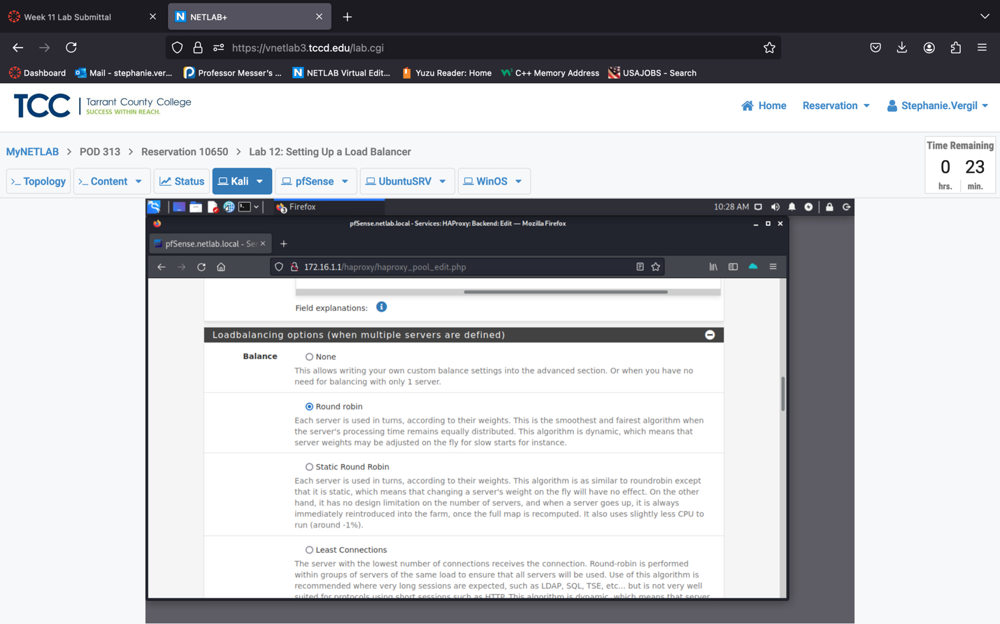 Week 11 Lab Submittal
NETLAB+
https://vnetlab3.tccd.edu/lab.cgi
Dashboard
Mail - stephanie.ver...
Professor Messer's ...
NETLAB Virtual Edit...
Yuzu Reader: Home
C++ Memory Address
USAJOBS - Search
TCC
Tarrant County College
SUCCESS WITHIN REACH.
Home
Reservation
Stephanie.Vergil
MyNETLAB > POD 313 > Reservation 10650 > Lab 12: Setting Up a Load Balancer
Time Remaining
0 23
hrs. min.
>_ Topology
>_ Content
Status
Kali
pfSense
UbuntuSRV
WinOS
Firefox
10:28 AM
pfSense.netlab.local - Services: HAProxy: Backend: Edit — Mozilla Firefox
pfSense.netlab.local - Se
172.16.1.1/haproxy/haproxy_pool_edit.php
Field explanations:
Loadbalancing options (when multiple servers are defined)
Balance
None
This allows writing your own custom balance settings into the advanced section. Or when you have no
need for balancing with only 1 server.
Round robin
Each server is used in turns, according to their weights. This is the smoothest and fairest algorithm when
the server's processing time remains equally distributed. This algorithm is dynamic, which means that
server weights may be adjusted on the fly for slow starts for instance.
Static Round Robin
Each server is used in turns, according to their weights. This algorithm is as similar to roundrobin except
that it is static, which means that changing a server's weight on the fly will have no effect. On the other
hand, it has no design limitation on the number of servers, and when a server goes up, it is always
immediately reintroduced into the farm, once the full map is recomputed. It also uses slightly less CPU to
run (around -1%).
Least Connections
The server with the lowest number of connections receives the connection. Round-robin is performed
within groups of servers of the same load to ensure that all servers will be used. Use of this algorithm is
recommended where very long sessions are expected, such as LDAP, SQL, TSE, etc... but is not very well
suited for protocols using short sessions such as HTTP. This algorithm is dynamic, which means that server